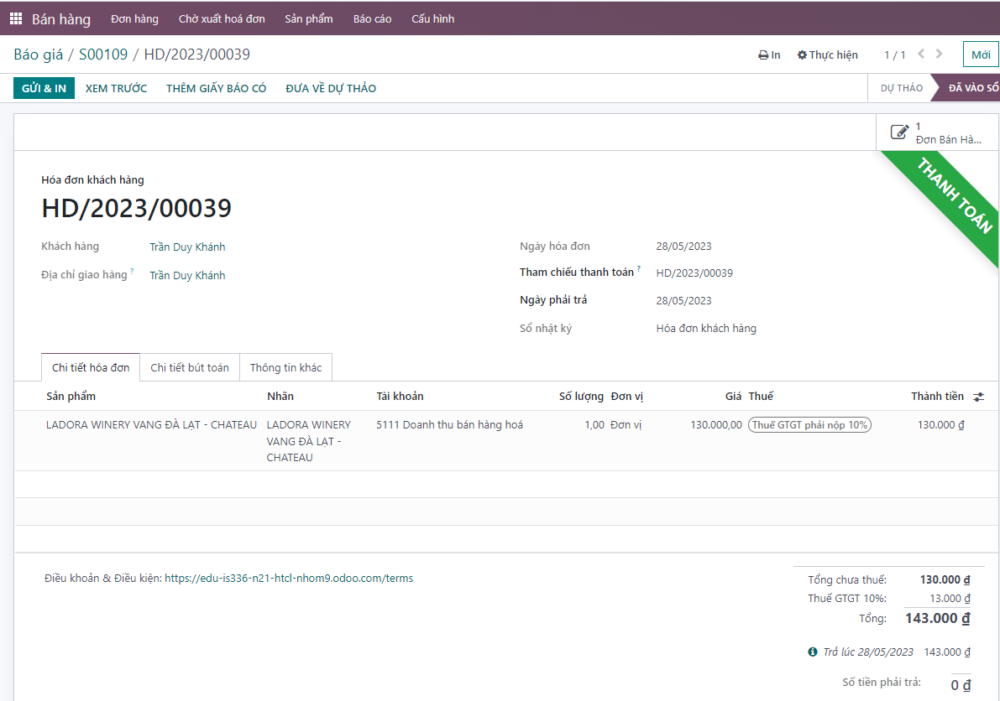 Bán hàng Đơn hàng Chờ xuất hoá đơn Sản phẩm Báo cáo Cấu hình
Báo giá / S00109 / HD/2023/00039 In Thực hiện 1 / 1 Mới
GỬI & IN XEM TRƯỚC THÊM GIẤY BÁO CÓ ĐƯA VỀ DỰ THẢO DỰ THẢO ĐÃ VÀO SỔ
1
Đơn Bán Hà...
THANH TOÁN
Hóa đơn khách hàng
HD/2023/00039
Khách hàng Trần Duy Khánh Ngày hóa đơn 28/05/2023
Địa chỉ giao hàng ? Trần Duy Khánh Tham chiếu thanh toán ? HD/2023/00039
Ngày phải trả 28/05/2023
Sổ nhật ký Hóa đơn khách hàng
Chi tiết hóa đơn Chi tiết bút toán Thông tin khác
Sản phẩm Nhãn Tài khoản Số lượng Đơn vị Giá Thuế Thành tiền
LADORA WINERY VANG ĐÀ LẠT - CHATEAU LADORA WINERY 5111 Doanh thu bán hàng hoá 1,00 Đơn vị 130.000,00 Thuế GTGT phải nộp 10% 130.000 ₫
VANG ĐÀ LẠT -
CHATEAU
Điều khoản & Điều kiện: https://edu-is336-n21-htcl-nhom9.odoo.com/terms Tổng chưa thuế: 130.000 ₫
Thuế GTGT 10%: 13.000 ₫
Tổng: 143.000 ₫
Trả lúc 28/05/2023 143.000 ₫
Số tiền phải trả: 0 ₫